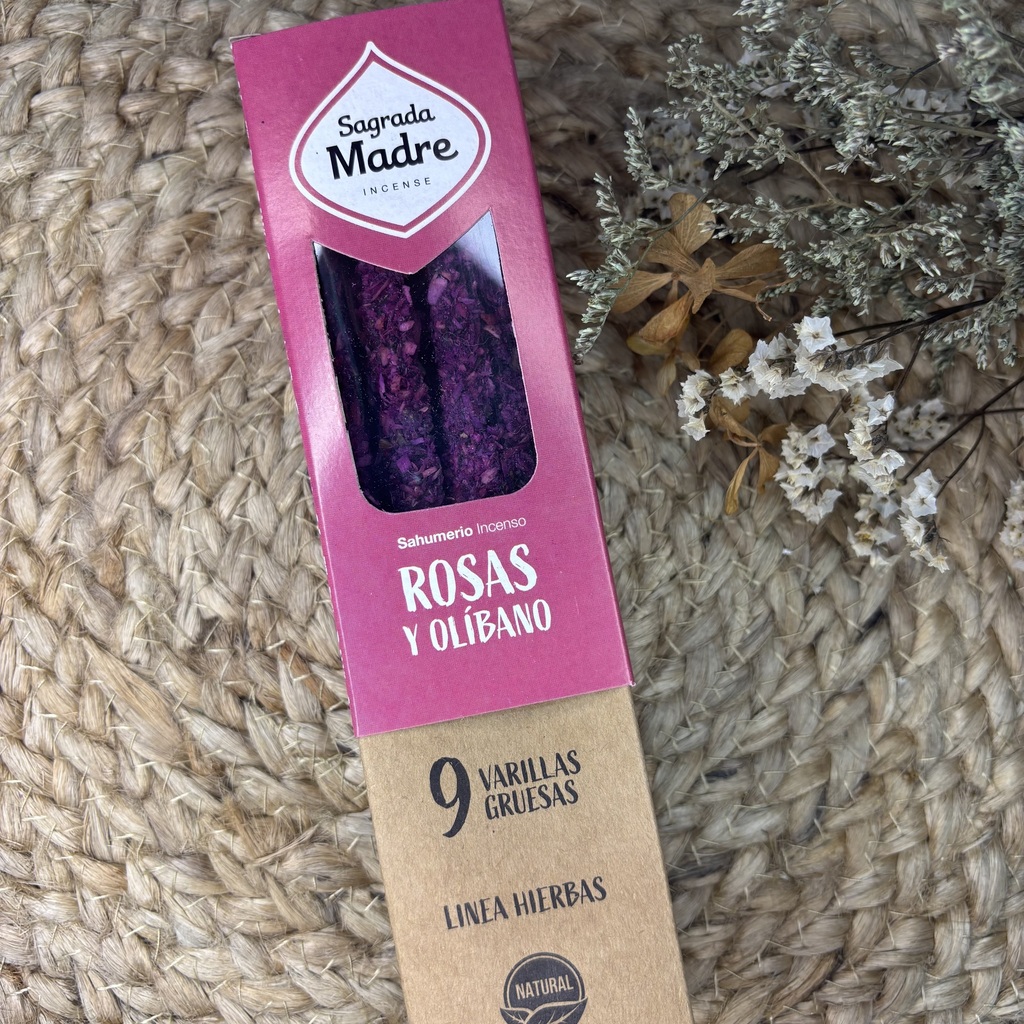 Sagrada
Madre
INCENSE
Sahumerio Incenso
ROSAS
Y OLÍBANO
9 VARILLAS
GRUESAS
LINEA HIERBAS
NATURAL